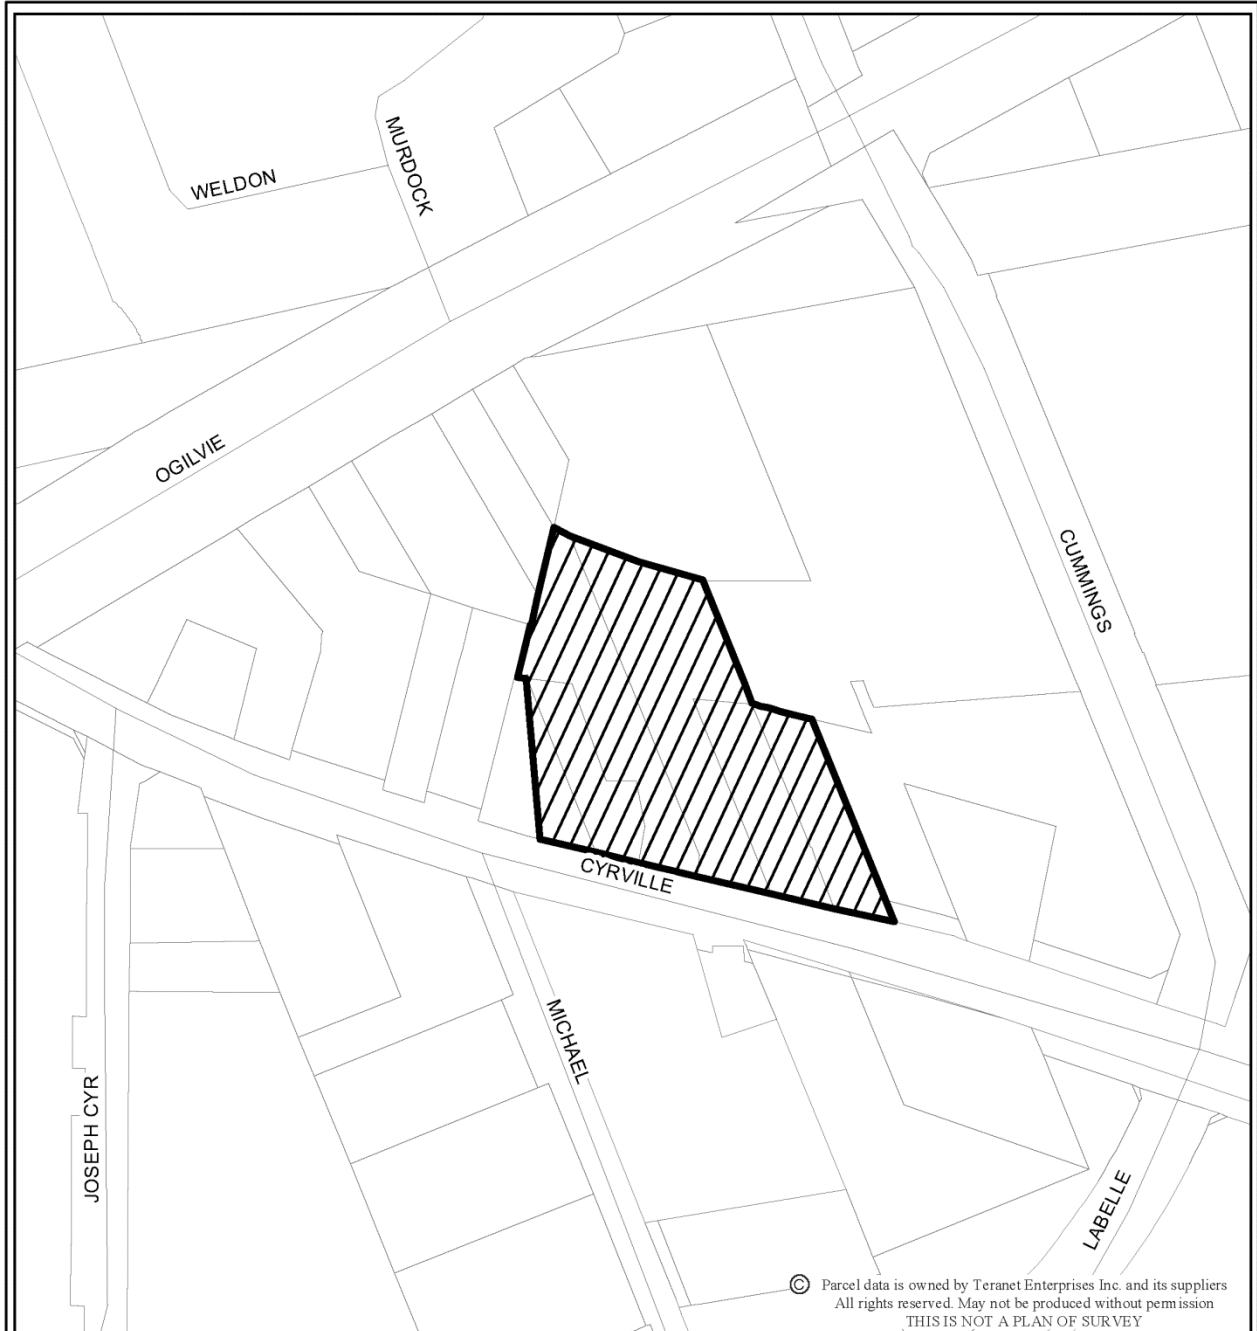 MURDOCK
WELDON
OGILVIE
CUMMINGS
CYRVILLE
MICHAEL
JOSEPH CYR
LABELLE
© Parcel data is owned by Teranet Enterprises Inc. and its suppliers
All rights reserved. May not be produced without permission
THIS IS NOT A PLAN OF SURVEY